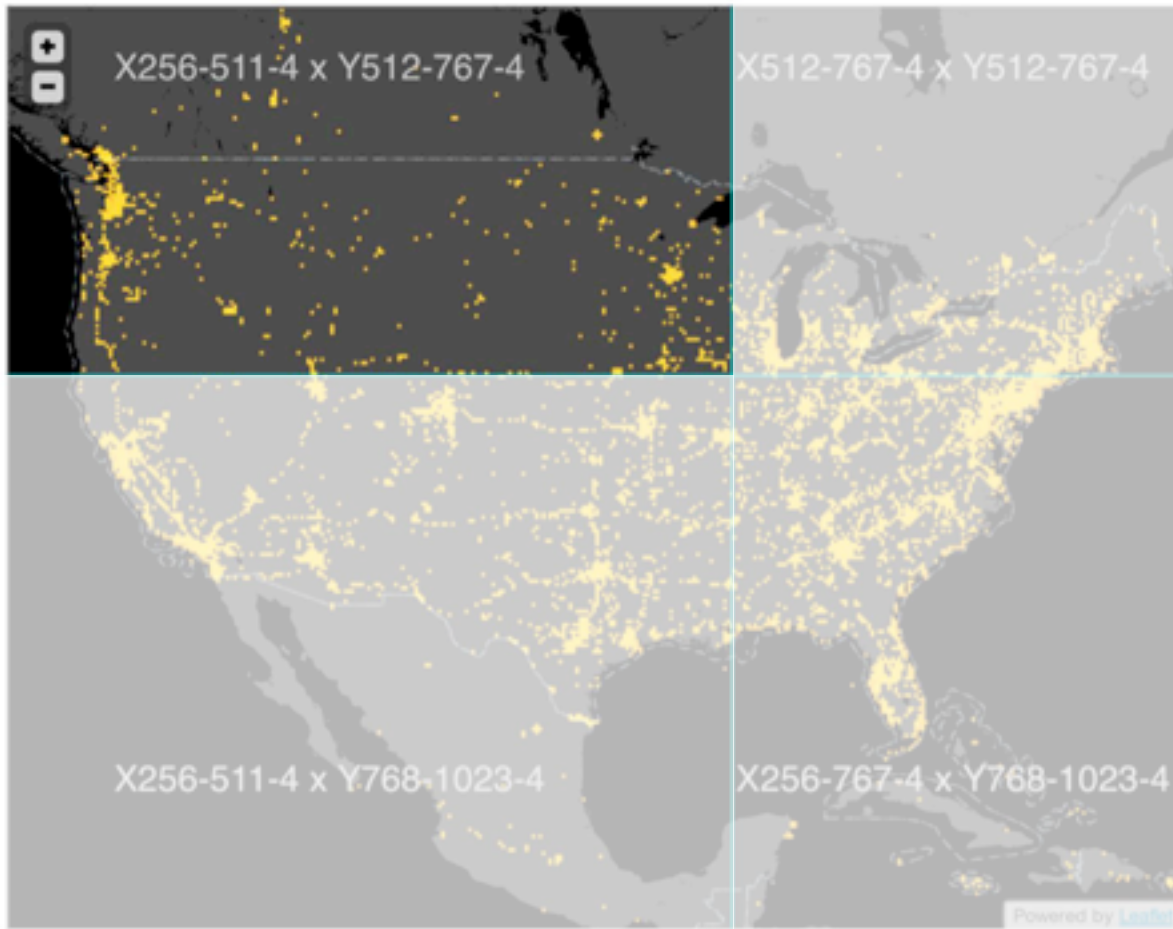 +
X256-511-4 x Y512-767-4
X512-767-4 x Y512-767-4
−
X256-511-4 x Y768-1023-4
X256-767-4 x Y768-1023-4
Powered by Leaflet